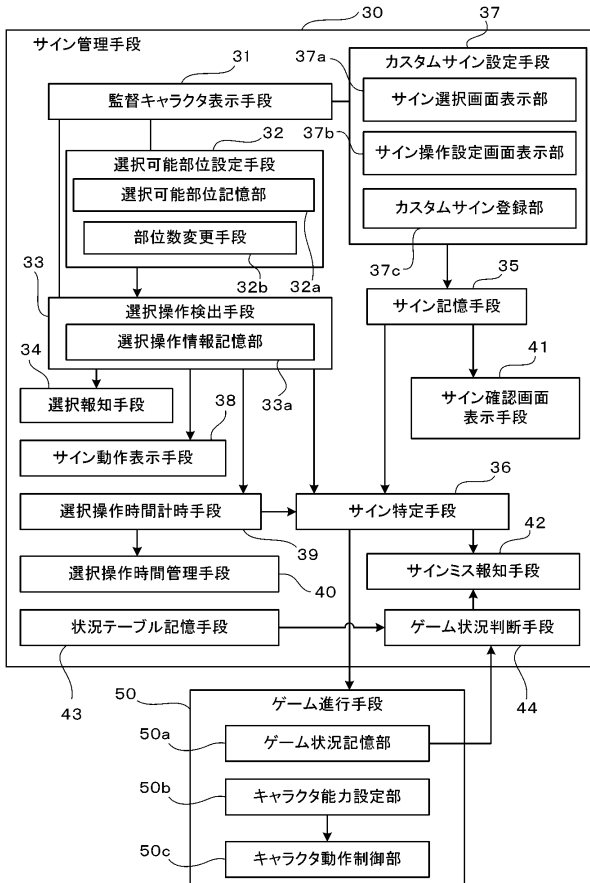 30
サイン管理手段
31
監督キャラクタ表示手段
37
カスタムサイン設定手段
37a
サイン選択画面表示部
37b
サイン操作設定画面表示部
カスタムサイン登録部
37c
32
選択可能部位設定手段
選択可能部位記憶部
部位数変更手段
32a
32b
33
選択操作検出手段
選択操作情報記憶部
33a
34
選択報知手段
35
サイン記憶手段
41
サイン確認画面
表示手段
38
サイン動作表示手段
選択操作時間計時手段
39
36
サイン特定手段
選択操作時間管理手段
40
42
サインミス報知手段
状況テーブル記憶手段
43
ゲーム状況判断手段
44
50
ゲーム進行手段
50a
ゲーム状況記憶部
50b
キャラクタ能力設定部
50c
キャラクタ動作制御部